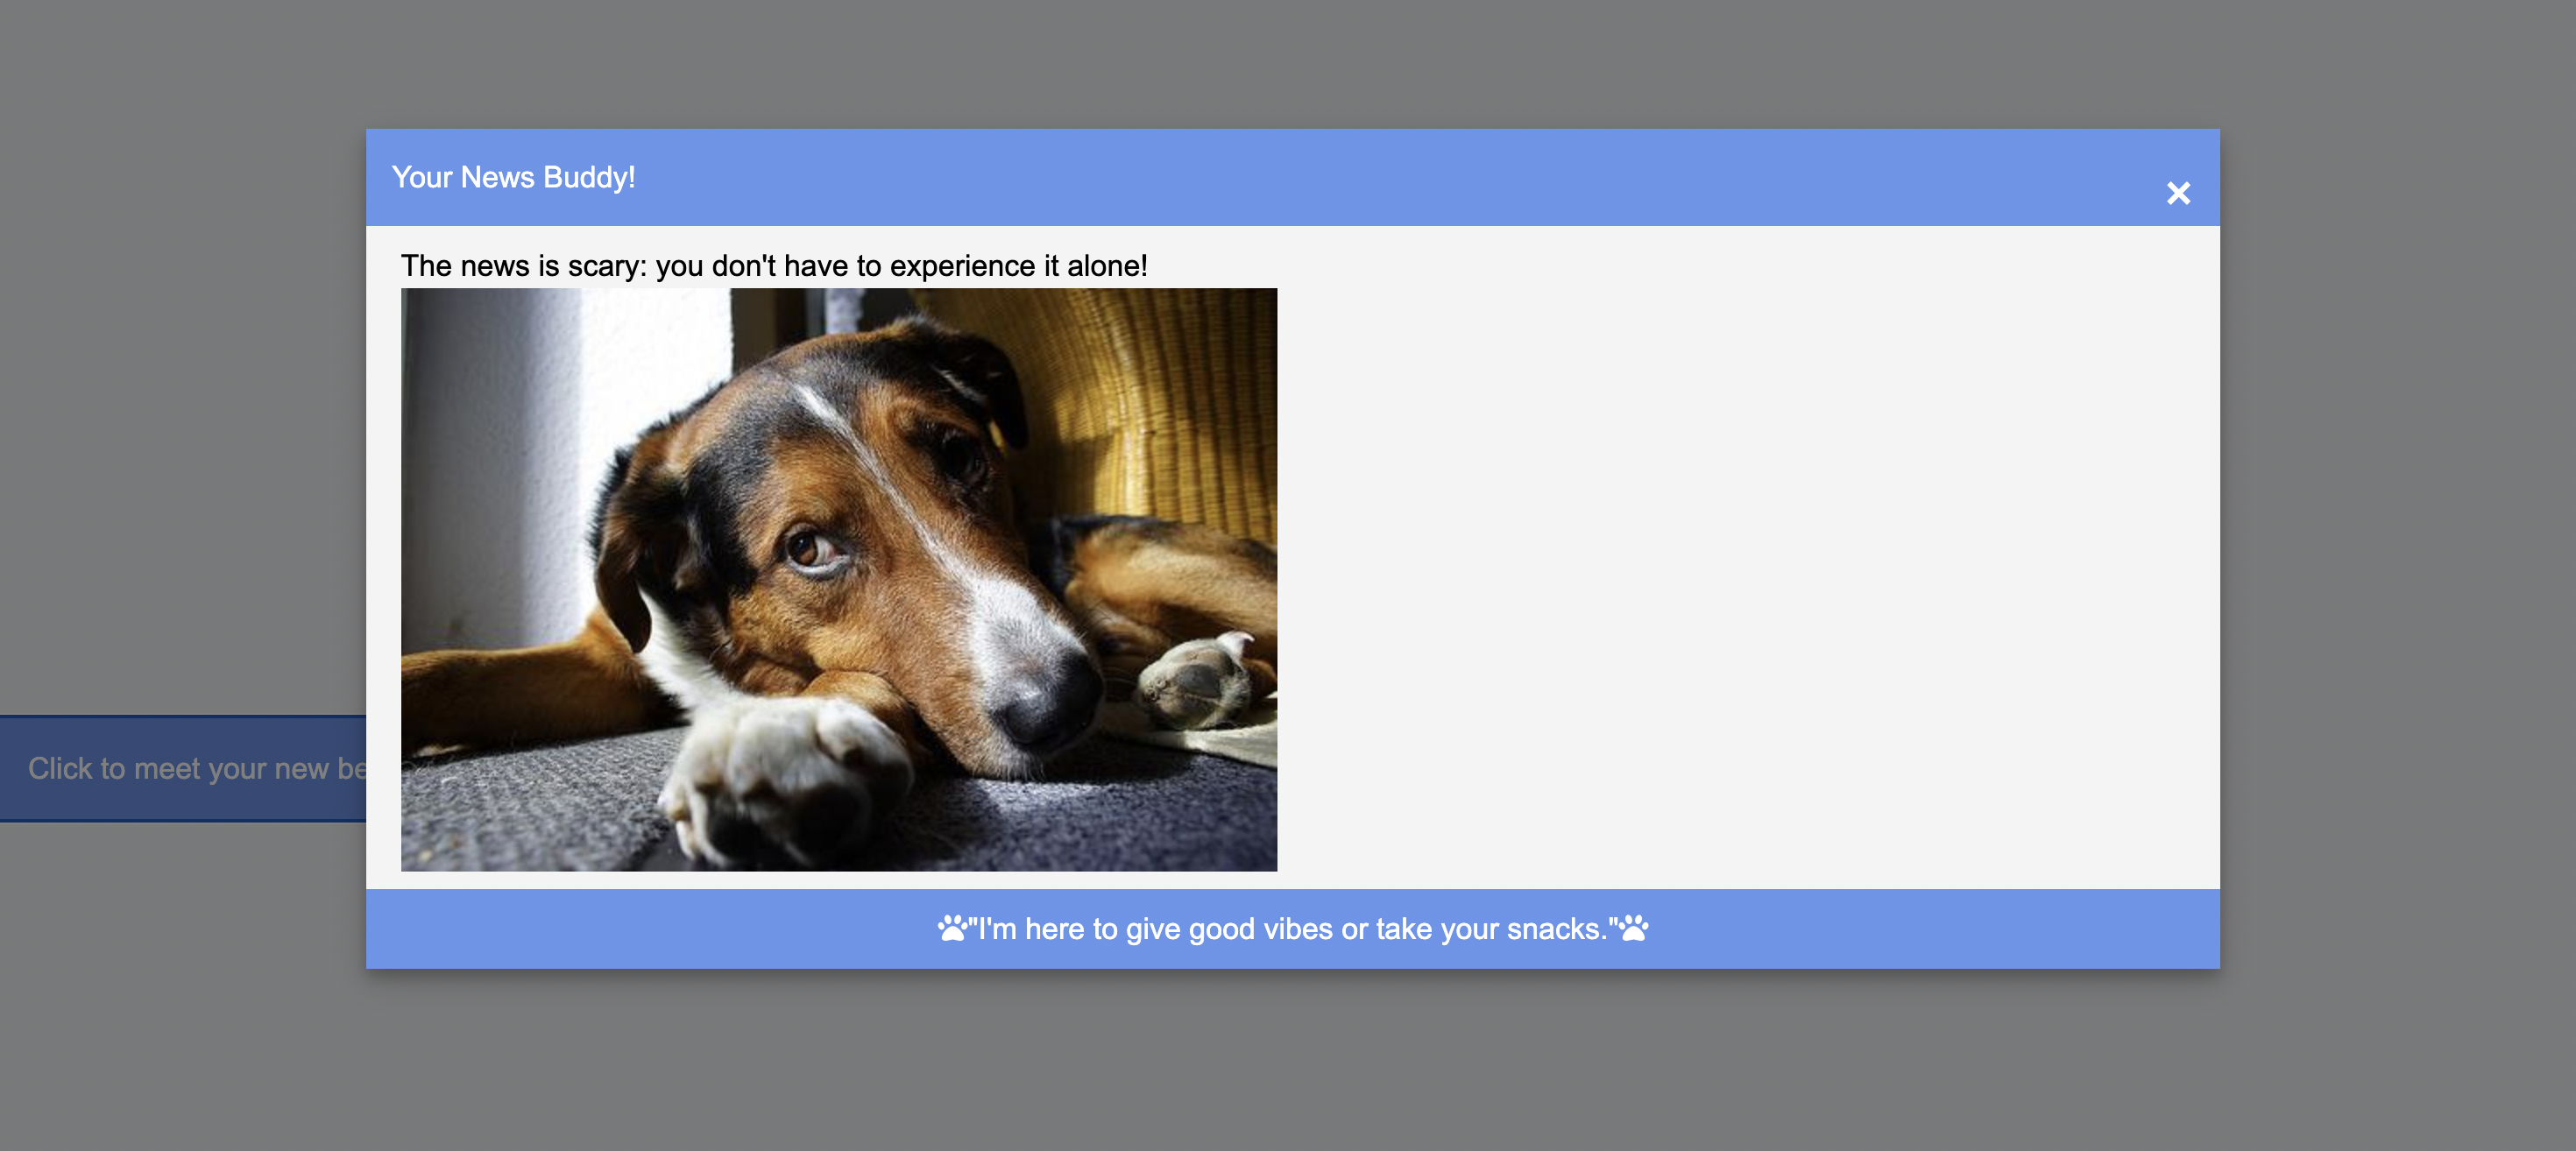 Your News Buddy!
×
The news is scary: you don't have to experience it alone!
Click to meet your new be
"I'm here to give good vibes or take your snacks."